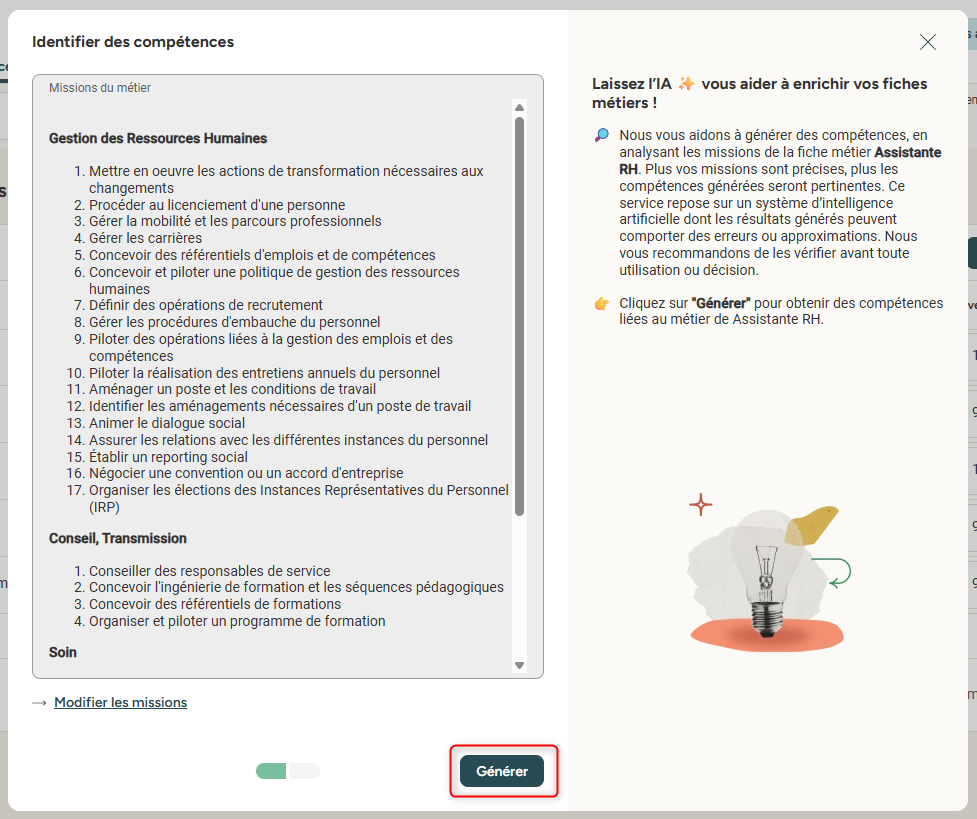 Identifier des compétences
Missions du métier
Gestion des Ressources Humaines
1. Mettre en oeuvre les actions de transformation nécessaires aux
changements
2. Procéder au licenciement d'une personne
3. Gérer la mobilité et les parcours professionnels
4. Gérer les carrières
5. Concevoir des référentiels d'emplois et de compétences
6. Concevoir et piloter une politique de gestion des ressources
humaines
7. Définir des opérations de recrutement
8. Gérer les procédures d'embauche du personnel
9. Piloter des opérations liées à la gestion des emplois et des
compétences
10. Piloter la réalisation des entretiens annuels du personnel
11. Aménager un poste et les conditions de travail
12. Identifier les aménagements nécessaires d'un poste de travail
13. Animer le dialogue social
14. Assurer les relations avec les différentes instances du personnel
15. Établir un reporting social
16. Négocier une convention ou un accord d'entreprise
17. Organiser les élections des Instances Représentatives du Personnel
(IRP)
Conseil, Transmission
1. Conseiller des responsables de service
2. Concevoir l'ingénierie de formation et les séquences pédagogiques
3. Concevoir des référentiels de formations
4. Organiser et piloter un programme de formation
Soin
→ Modifier les missions
Générer
Laissez l'IA ✨ vous aider à enrichir vos fiches
métiers !
Nous vous aidons à générer des compétences, en
analysant les missions de la fiche métier Assistante
RH. Plus vos missions sont précises, plus les
compétences générées seront pertinentes. Ce
service repose sur un système d'intelligence
artificielle dont les résultats générés peuvent
comporter des erreurs ou approximations. Nous
vous recommandons de les vérifier avant toute
utilisation ou décision.
Cliquez sur "Générer" pour obtenir des compétences
liées au métier de Assistante RH.